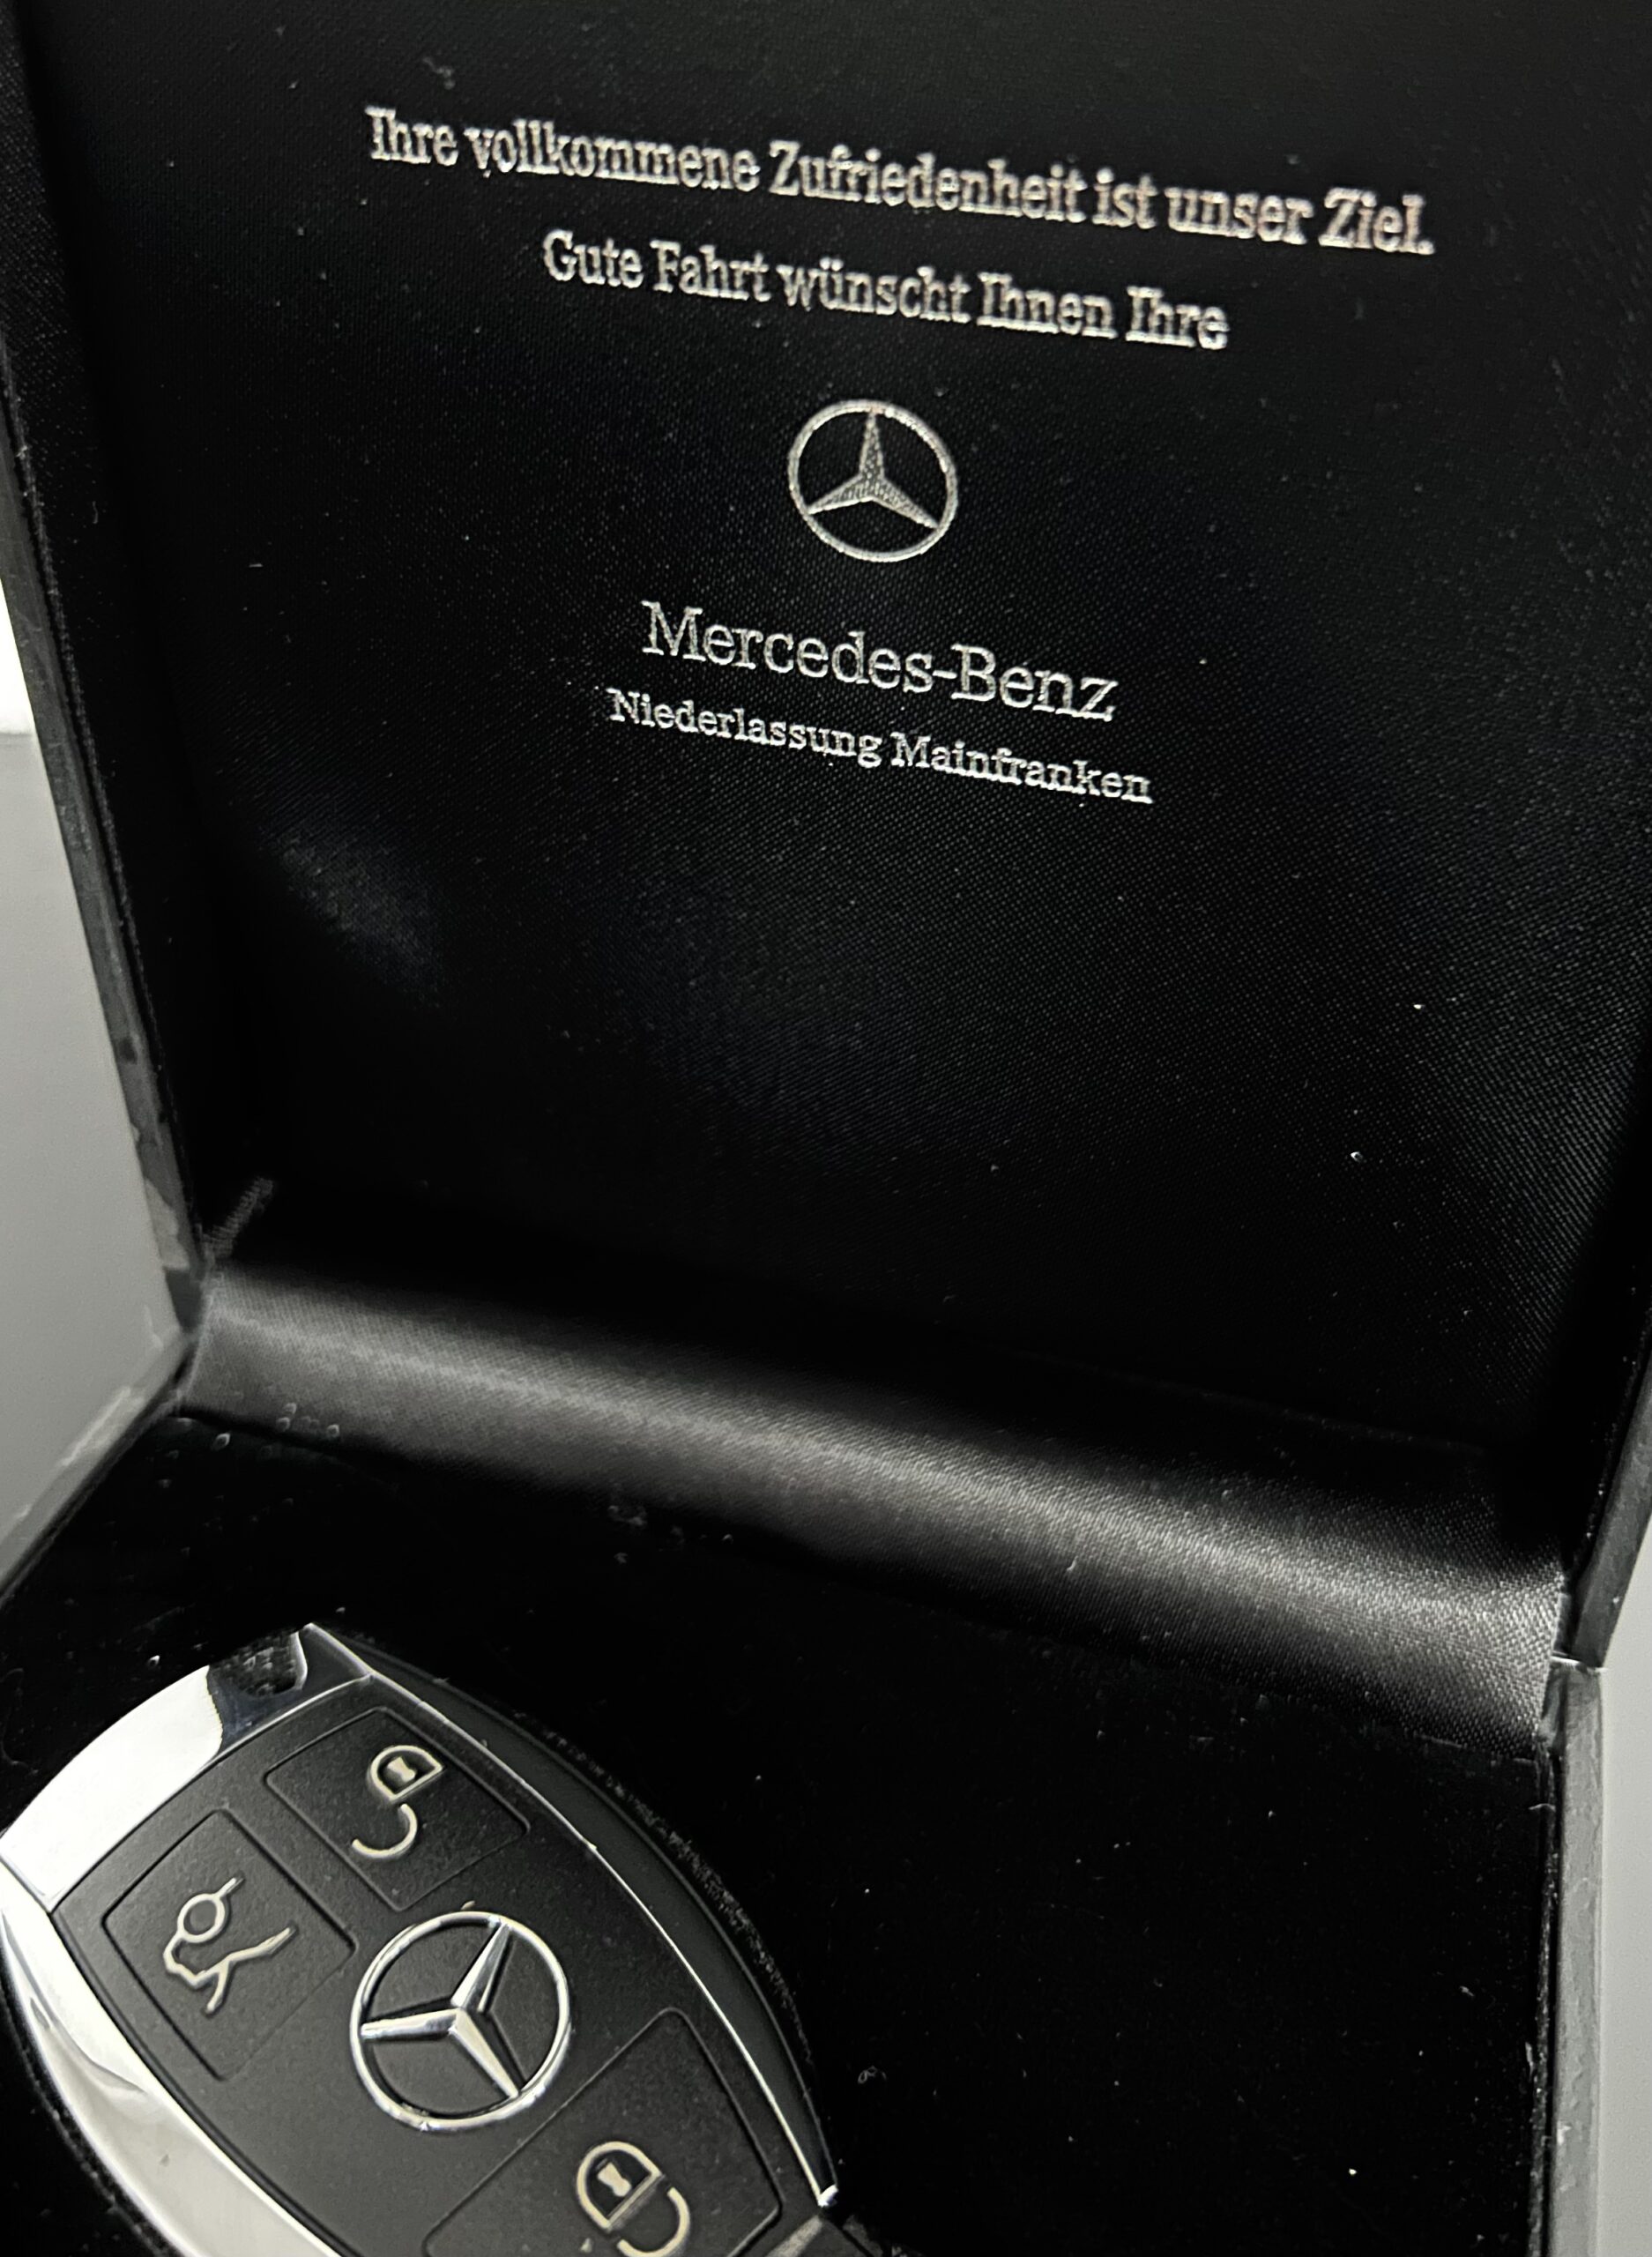 Ihre vollkommene Zufriedenheit ist unser Ziel.
Gute Fahrt wünscht Ihnen Ihre
Mercedes-Benz
Niederlassung Mainfranken